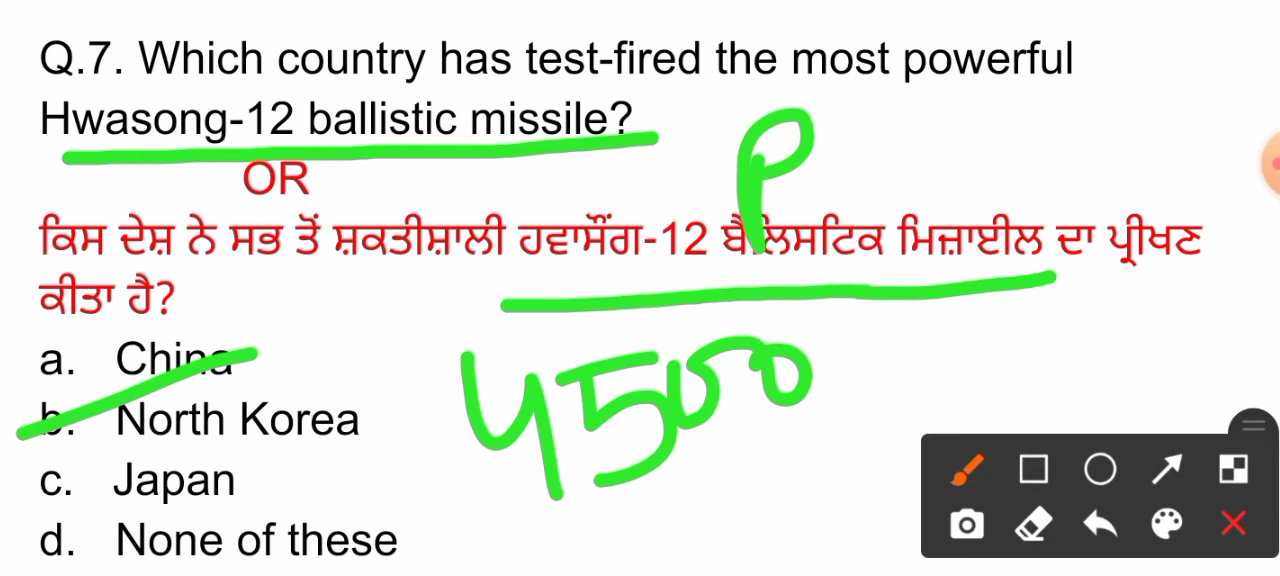 Q.7. Which country has test-fired the most powerful
Hwasong-12 ballistic missile?
OR
ਕਿਸ ਦੇਸ਼ ਨੇ ਸਭ ਤੋਂ ਸ਼ਕਤੀਸ਼ਾਲੀ ਹਵਾਸੌਂਗ-12 ਬੈਲਿਸਟਿਕ ਮਿਜ਼ਾਈਲ ਦਾ ਪ੍ਰੀਖਣ
ਕੀਤਾ ਹੈ?
P
a. China
b. North Korea
4500
c. Japan
d. None of these